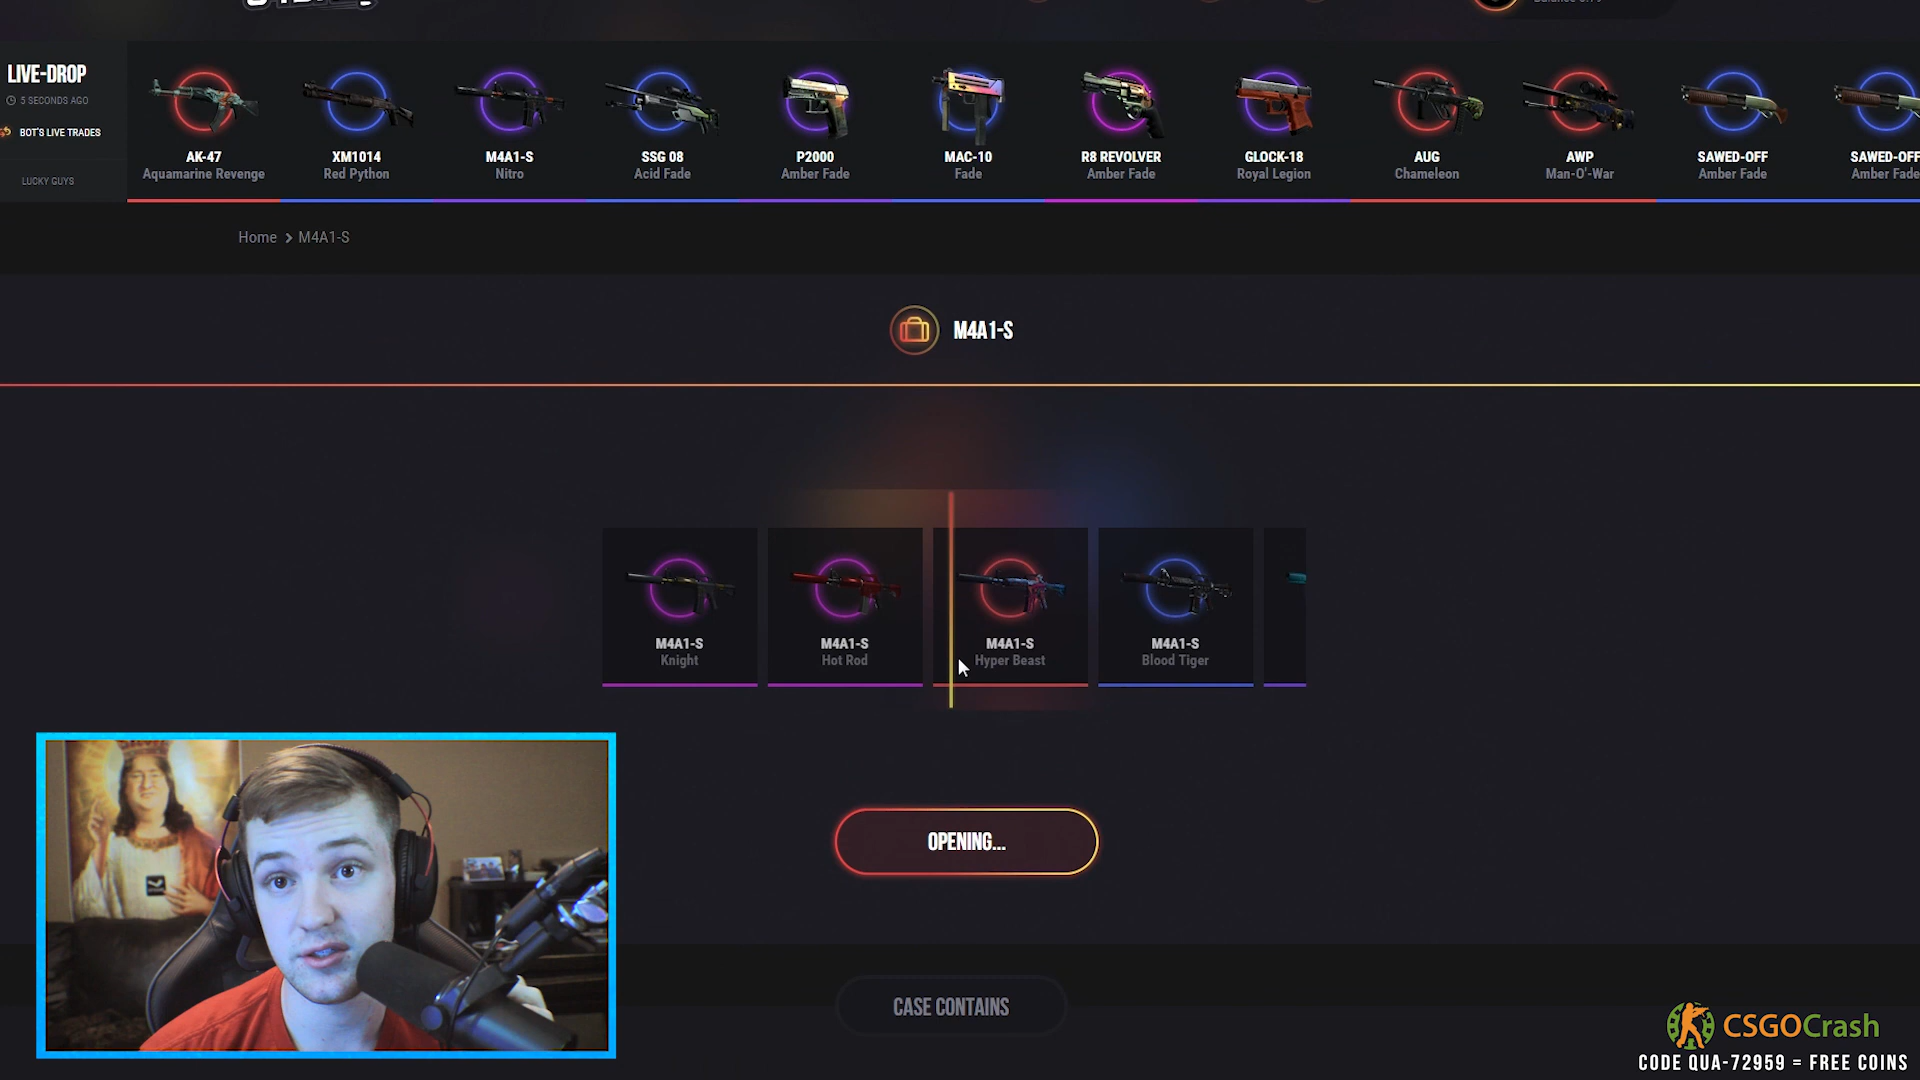 LIVE-DROP
5 SECONDS AGO
BOT'S LIVE TRADES
LUCKY GUYS
AK-47
Aquamarine Revenge
XM1014
Red Python
M4A1-S
Nitro
SSG 08
Acid Fade
P2000
Amber Fade
MAC-10
Fade
R8 REVOLVER
Amber Fade
GLOCK-18
Royal Legion
AUG
Chameleon
AWP
Man-O'-War
SAWED-OFF
Amber Fade
SAWED-OFF
Amber Fade
Home > M4A1-S
M4A1-S
M4A1-S
Knight
M4A1-S
Hot Rod
M4A1-S
Hyper Beast
M4A1-S
Blood Tiger
OPENING...
CASE CONTAINS
CSGOCrash
CODE QUA-72959 = FREE COINS